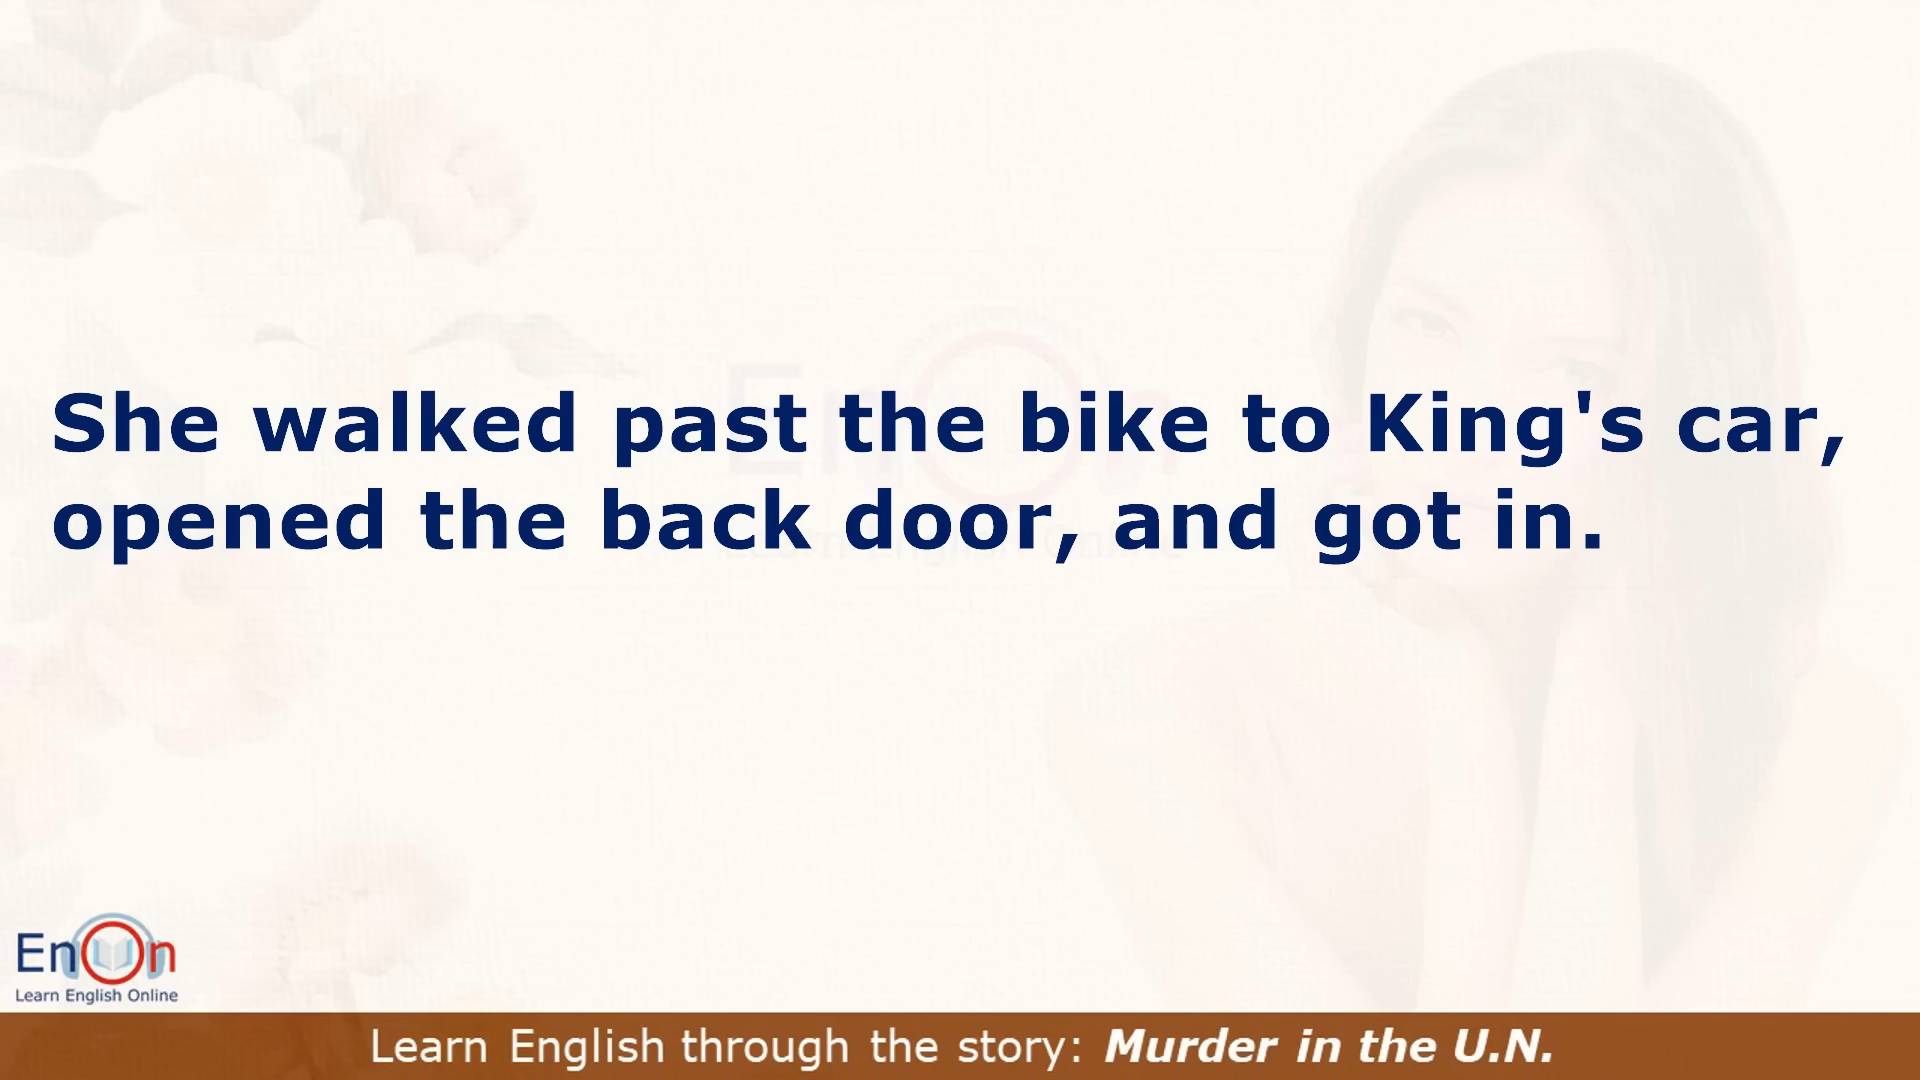 She walked past the bike to King's car,
opened the back door, and got in.
EnOn
Learn English Online
Learn English through the story: Murder in the U.N.